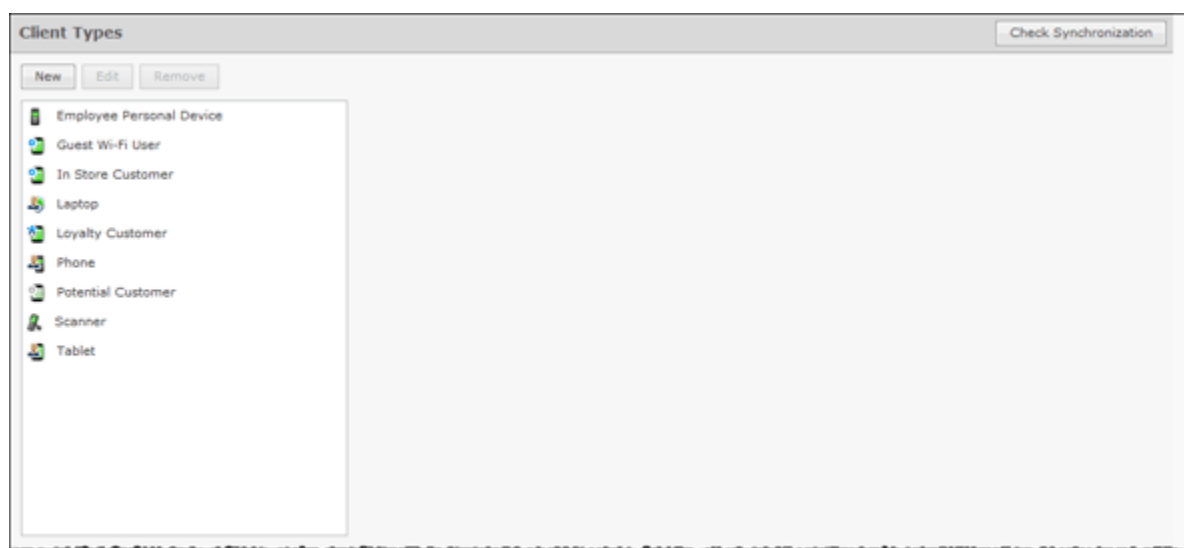 Client Types
Check Synchronization
New Edit Remove
Employee Personal Device
Guest Wi-Fi User
In Store Customer
Laptop
Loyalty Customer
Phone
Potential Customer
Scanner
Tablet